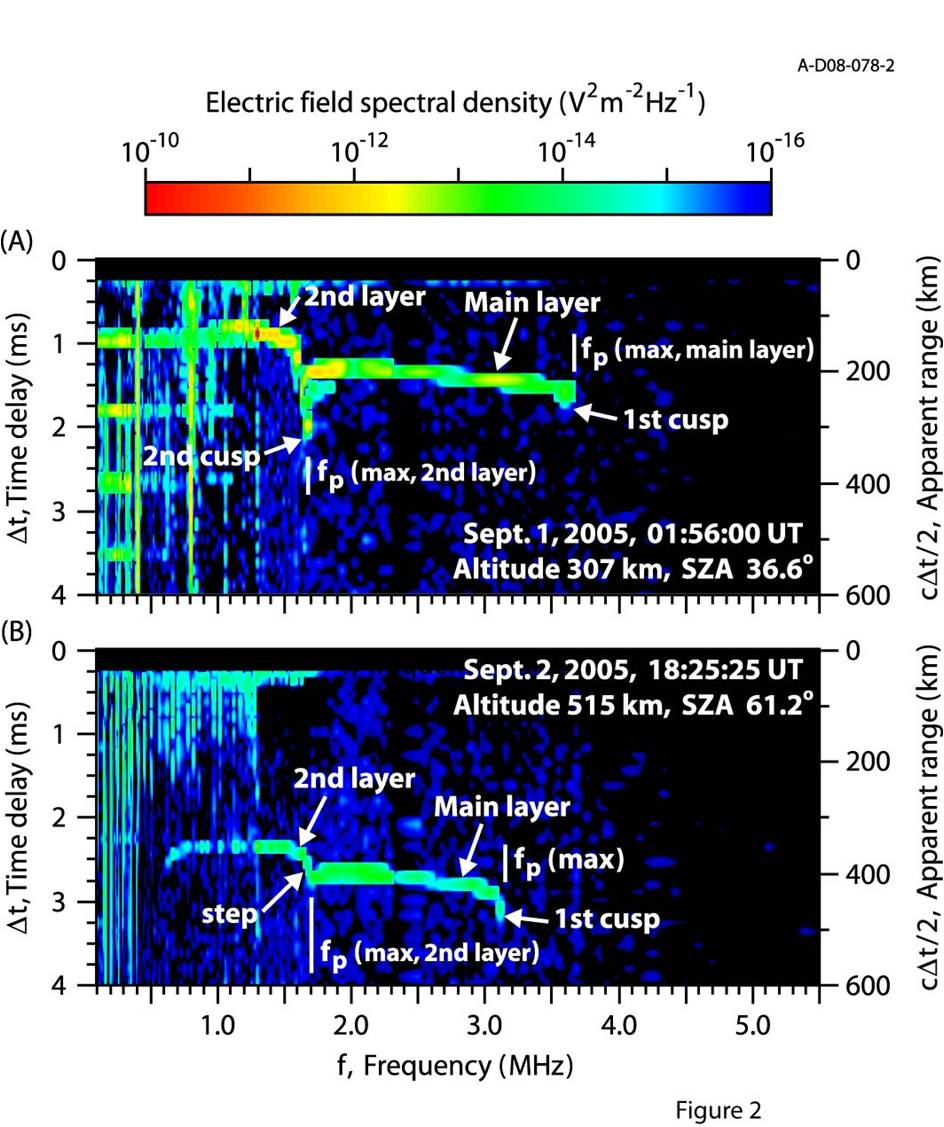 A-D08-078-2
Electric field spectral density (V²m⁻²Hz⁻¹)
10⁻¹⁰ 10⁻¹² 10⁻¹⁴ 10⁻¹⁶
(A)
0 0
2nd layer Main layer
1
fp (max, main layer)
200
1st cusp
2
2nd cusp
fp (max, 2nd layer)
400
3
Sept. 1, 2005, 01:56:00 UT
Altitude 307 km, SZA 36.6°
4 600
Δt, Time delay (ms)
cΔt/2, Apparent range (km)
(B)
0 0
Sept. 2, 2005, 18:25:25 UT
Altitude 515 km, SZA 61.2°
1
200
2nd layer
Main layer
2
fp (max)
400
3
step
1st cusp
fp (max, 2nd layer)
4 600
Δt, Time delay (ms)
cΔt/2, Apparent range (km)
1.0 2.0 3.0 4.0 5.0
f, Frequency (MHz)
Figure 2